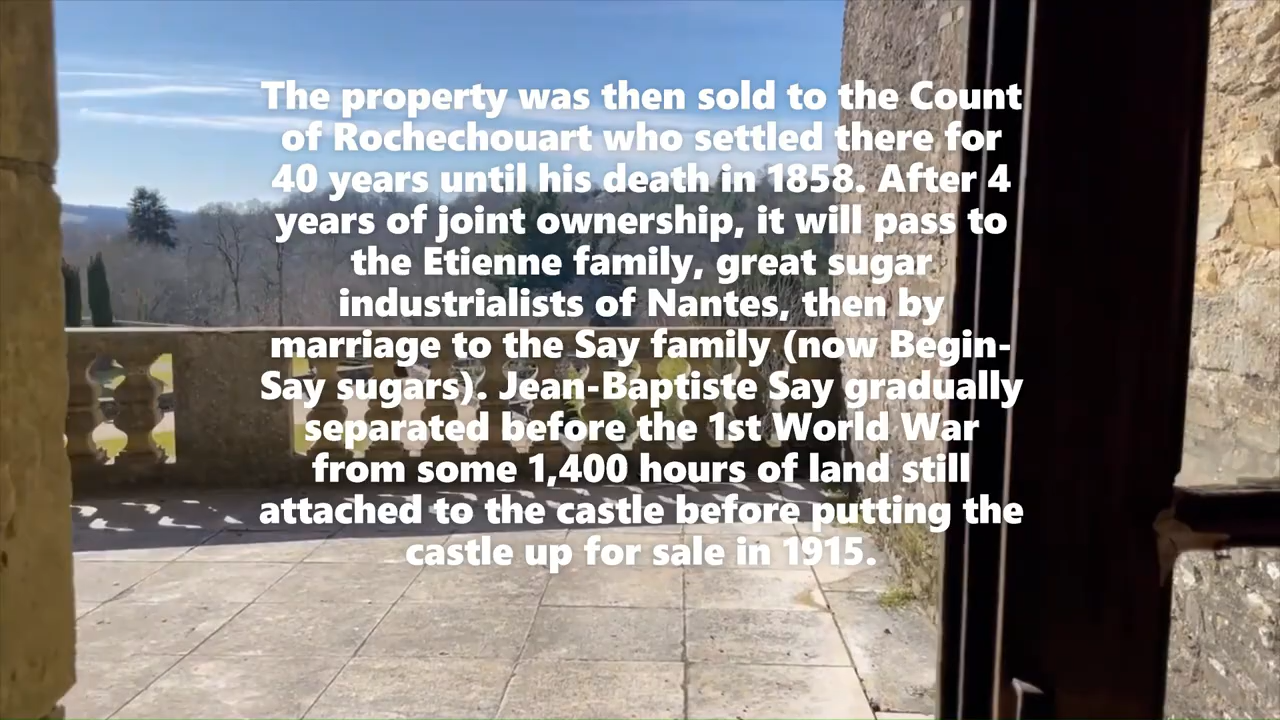 The property was then sold to the Count
of Rochechouart who settled there for
40 years until his death in 1858. After 4
years of joint ownership, it will pass to
the Etienne family, great sugar
industrialists of Nantes, then by
marriage to the Say family (now Begin-
Say sugars). Jean-Baptiste Say gradually
separated before the 1st World War
from some 1,400 hours of land still
attached to the castle before putting the
castle up for sale in 1915.